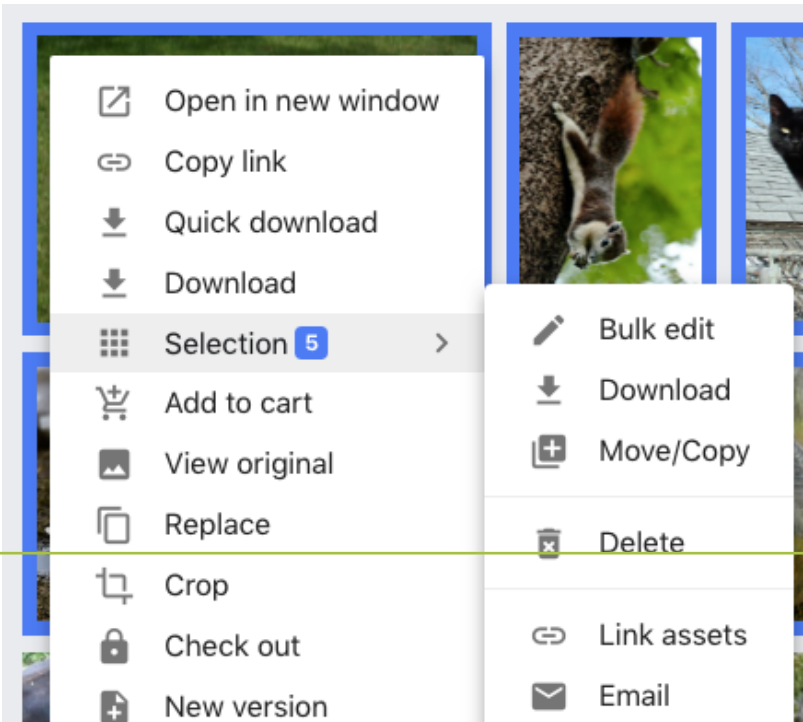 Open in new window
Copy link
Quick download
Download
Selection 5
Add to cart
View original
Replace
Crop
Check out
New version
Bulk edit
Download
Move/Copy
Delete
Link assets
Email